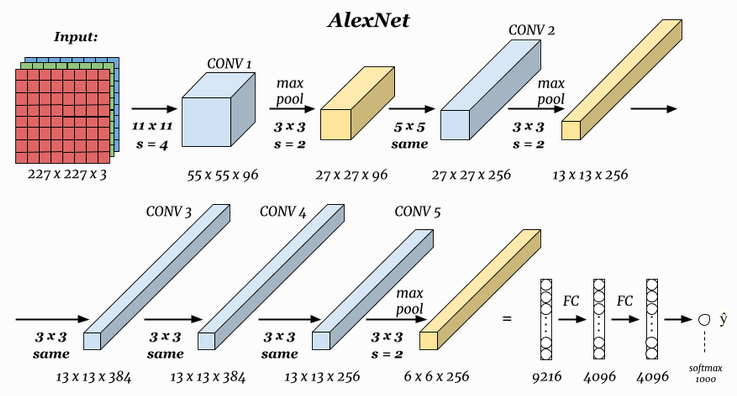 AlexNet
Input:
CONV 1
CONV 2
max
pool
max
pool
11 x 11
s = 4
3 x 3
s = 2
5 x 5
same
3 x 3
s = 2
227 x 227 x 3
55 x 55 x 96
27 x 27 x 96
27 x 27 x 256
13 x 13 x 256
CONV 3
CONV 4
CONV 5
max
pool
3 x 3
same
3 x 3
same
3 x 3
same
3 x 3
s = 2
=
FC
FC
ŷ
13 x 13 x 384
13 x 13 x 384
13 x 13 x 256
6 x 6 x 256
9216
4096
4096
softmax
1000